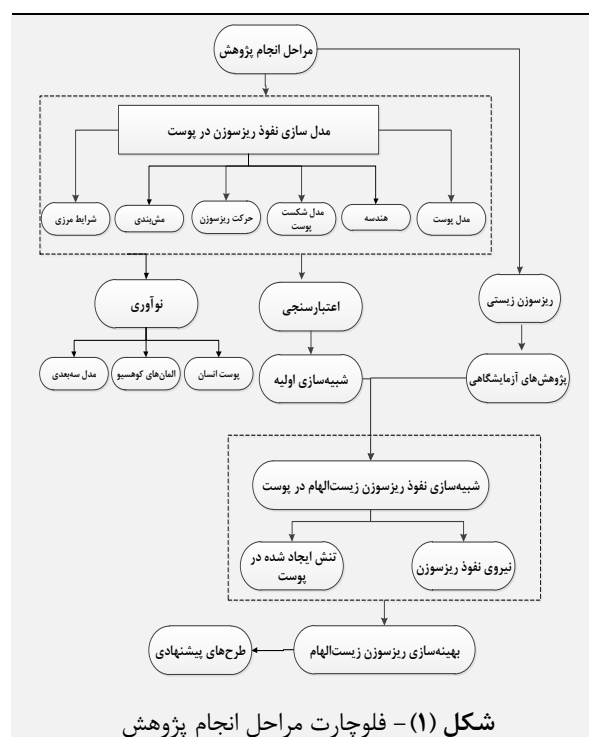 مراحل انجام پژوهش
مدل سازی نفوذ ریزسوزن در پوست
مدل پوست
هندسه
مدل شکست
پوست
حرکت ریزسوزن
مش‌بندی
شرایط مرزی
ریزسوزن زیستی
اعتبارسنجی
نوآوری
پژوهش‌های آزمایشگاهی
شبیه‌سازی اولیه
پوست انسان
المان‌های کوهسیو
مدل سه‌بعدی
شبیه‌سازی نفوذ ریزسوزن زیست‌الهام در پوست
نیروی نفوذ ریزسوزن
تنش ایجاد شده در
پوست
بهینه‌سازی ریزسوزن زیست‌الهام
طرح‌های پیشنهادی
شکل (۱)- فلوچارت مراحل انجام پژوهش